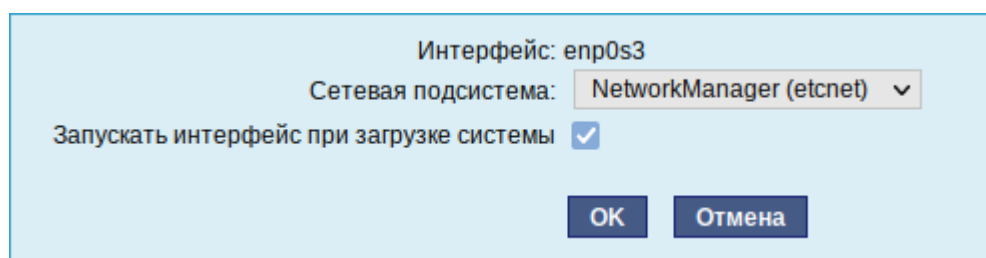 Интерфейс: enp0s3
Сетевая подсистема: NetworkManager (etcnet)
Запускать интерфейс при загрузке системы
OK Отмена